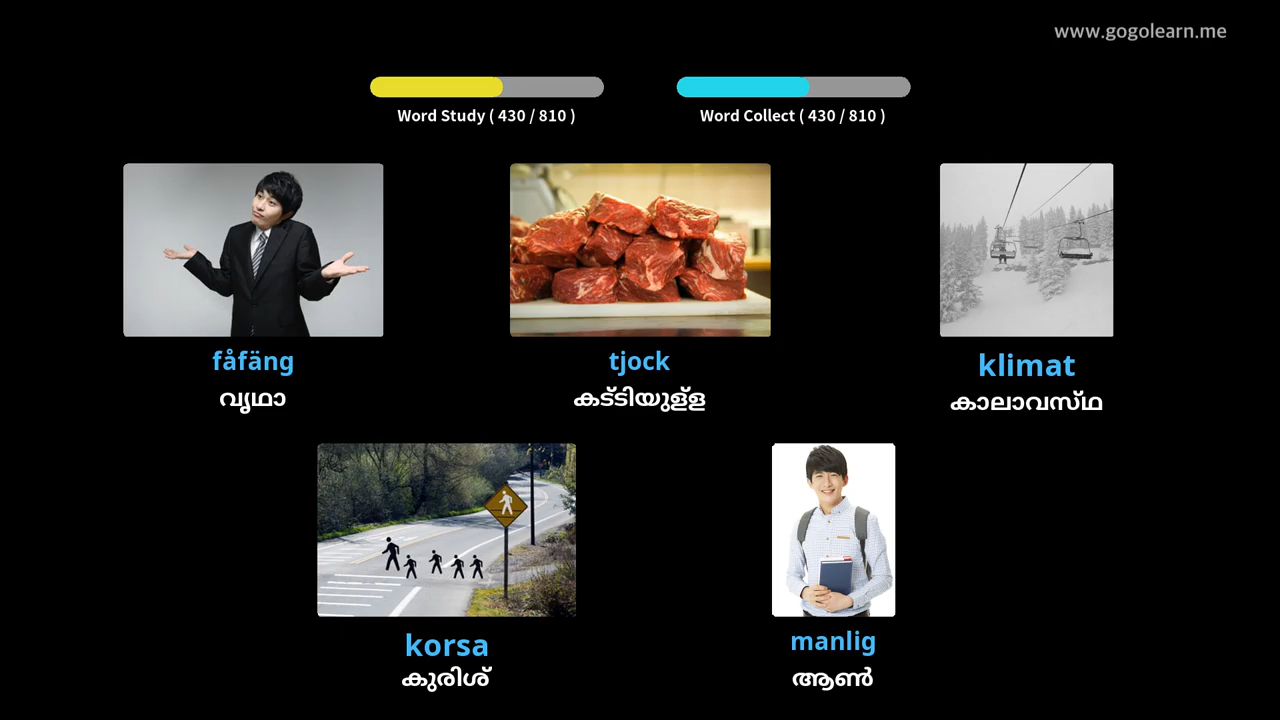 www.gogolearn.me
Word Study ( 430 / 810 )
Word Collect ( 430 / 810 )
fåfäng
വൃഥാ
tjock
കട്ടിയുള്ള
klimat
കാലാവസ്ഥ
korsa
കുരിശ്
manlig
ആൺ